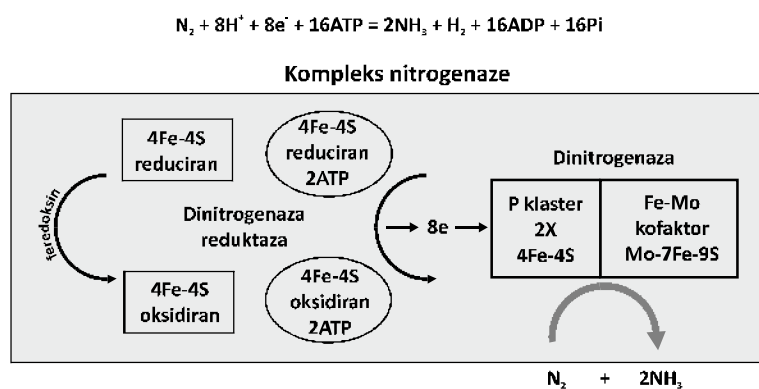 N₂ + 8H⁺ + 8e⁻ + 16ATP = 2NH₃ + H₂ + 16ADP + 16Pi
Kompleks nitrogenaze
4Fe-4S
reduciran
4Fe-4S
reduciran
2ATP
feredoksin
Dinitrogenaza
reduktaza
4Fe-4S
oksidiran
4Fe-4S
oksidiran
2ATP
8e
Dinitrogenaza
P klaster
2X
4Fe-4S
Fe-Mo
kofaktor
Mo-7Fe-9S
N₂ + 2NH₃